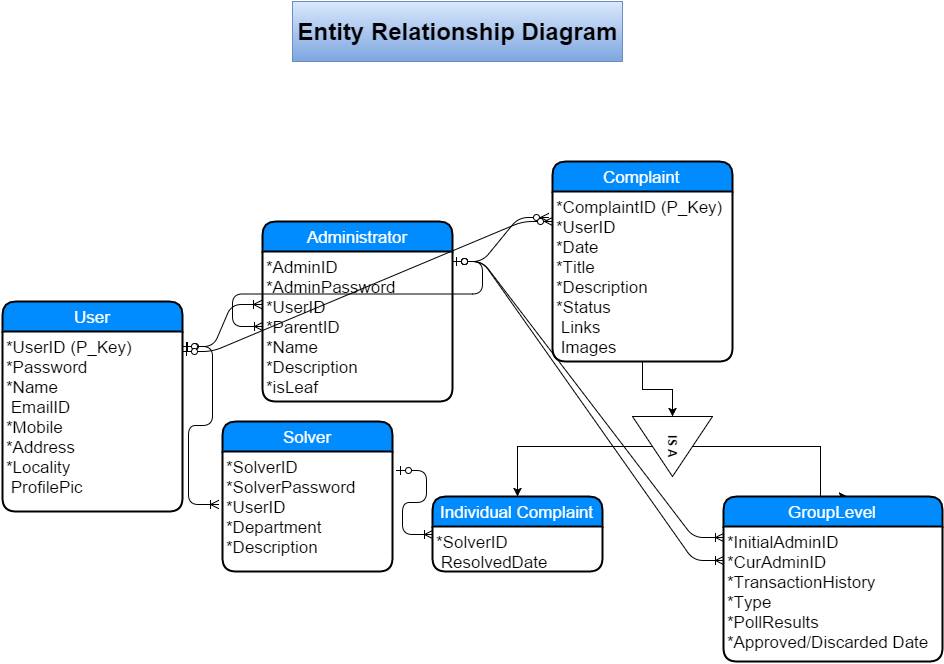 Entity Relationship Diagram
Complaint
*ComplaintID (P_Key)
*UserID
*Date
*Title
*Description
*Status
Links
Images
Administrator
*AdminID
*AdminPassword
*UserID
*ParentID
*Name
*Description
*isLeaf
User
*UserID (P_Key)
*Password
*Name
EmailID
*Mobile
*Address
*Locality
ProfilePic
Solver
*SolverID
*SolverPassword
*UserID
*Department
*Description
IS A
Individual Complaint
*SolverID
ResolvedDate
GroupLevel
*InitialAdminID
*CurAdminID
*TransactionHistory
*Type
*PollResults
*Approved/Discarded Date